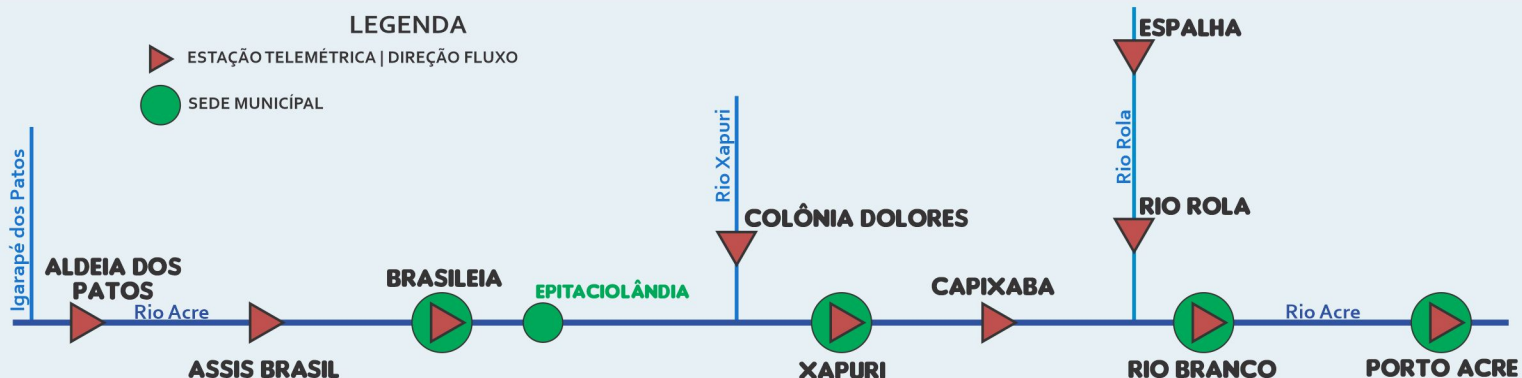 LEGENDA
ESTAÇÃO TELEMÉTRICA | DIREÇÃO FLUXO
SEDE MUNICÍPAL
Igarapé dos Patos
ALDEIA DOS
PATOS
Rio Acre
ASSIS BRASIL
BRASILEIA
EPITACIOLÂNDIA
Rio Xapuri
COLÔNIA DOLORES
XAPURI
CAPIXABA
ESPALHA
Rio Rola
RIO ROLA
RIO BRANCO
Rio Acre
PORTO ACRE